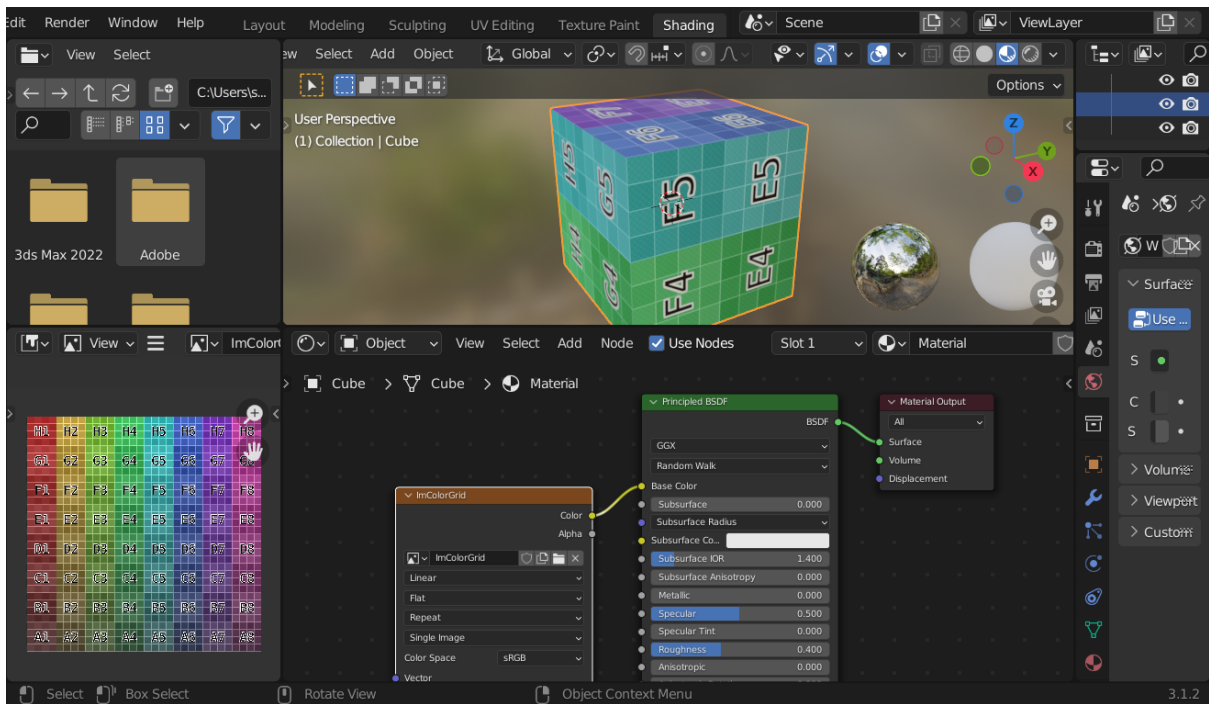 Edit Render Window Help Layout Modeling Sculpting UV Editing Texture Paint Shading Scene ViewLayer
View Select
ew Select Add Object Global
C:\Users\s...
Options
User Perspective
(1) Collection | Cube
Z
Y
X
H5 G5 F5 E5
H4 G4 F4 E4
3ds Max 2022 Adobe
W
Surface
Use ...
S
C
S
Volume
Viewport
Custom
View ImColorG
Object View Select Add Node Use Nodes Slot 1 Material
Cube > Cube > Material
H1 H2 H3 H4 H5 H6 H7 H8
G1 G2 G3 G4 G5 G6 G7 G8
F1 F2 F3 F4 F5 F6 F7 F8
E1 E2 E3 E4 E5 E6 E7 E8
D1 D2 D3 D4 D5 D6 D7 D8
C1 C2 C3 C4 C5 C6 C7 C8
B1 B2 B3 B4 B5 B6 B7 B8
A1 A2 A3 A4 A5 A6 A7 A8
ImColorGrid
Color
Alpha
ImColorGrid
Linear
Flat
Repeat
Single Image
Color Space sRGB
Vector
Principled BSDF
BSDF
GGX
Random Walk
Base Color
Subsurface 0.000
Subsurface Radius
Subsurface Co...
Subsurface IOR 1.400
Subsurface Anisotropy 0.000
Metallic 0.000
Specular 0.500
Specular Tint 0.000
Roughness 0.400
Anisotropic 0.000
Material Output
All
Surface
Volume
Displacement
Select Box Select Rotate View Object Context Menu 3.1.2